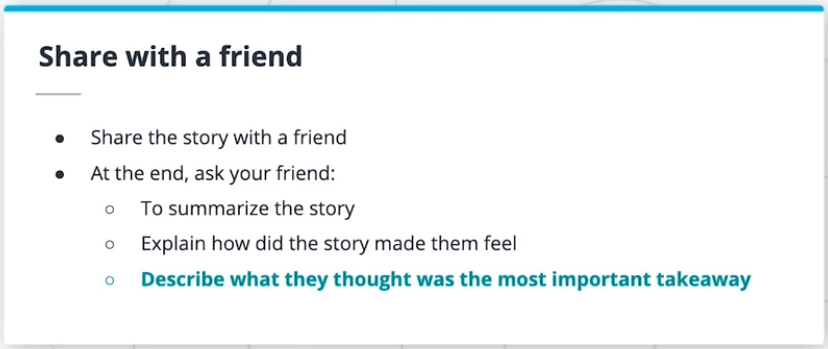 Share with a friend
● Share the story with a friend
● At the end, ask your friend:
○ To summarize the story
○ Explain how did the story made them feel
○ Describe what they thought was the most important takeaway